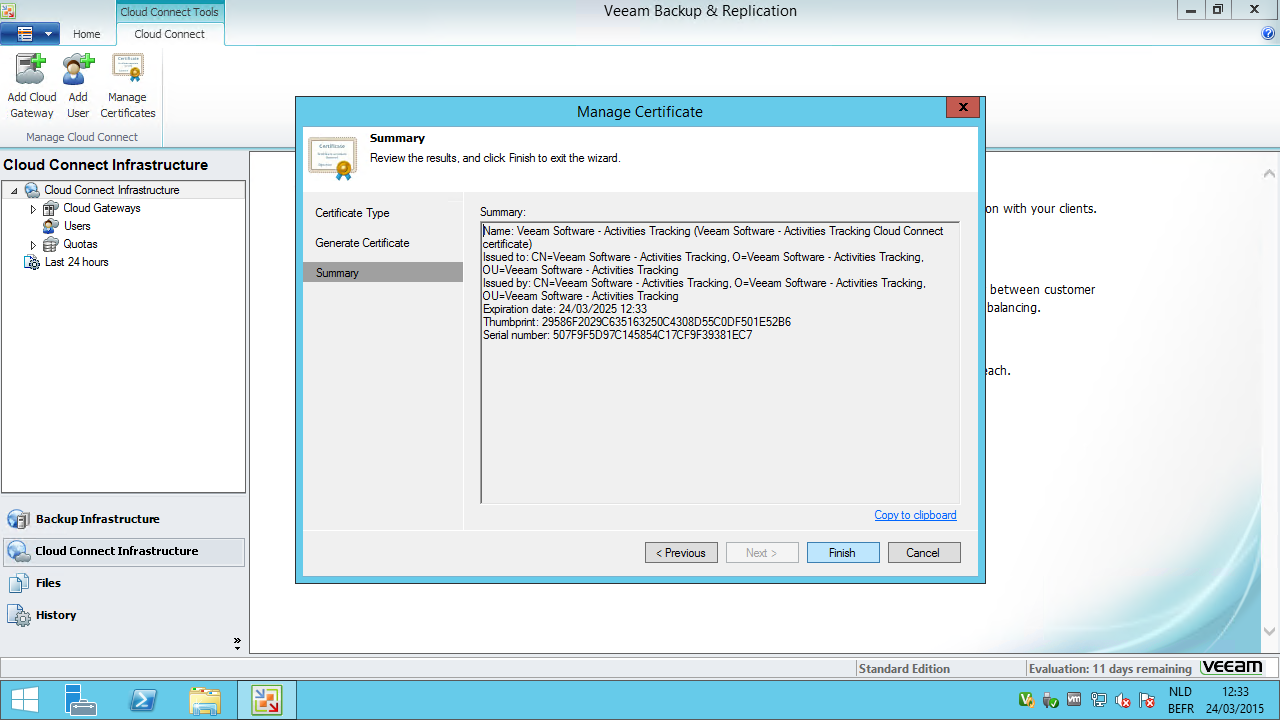 Cloud Connect Tools
Veeam Backup & Replication
Home
Cloud Connect
Add Cloud Gateway
Add User
Manage Certificates
Manage Cloud Connect
Cloud Connect Infrastructure
Cloud Connect Infrastructure
Cloud Gateways
Users
Quotas
Last 24 hours
Backup Infrastructure
Cloud Connect Infrastructure
Files
History
Manage Certificate
Certificate
Summary
Review the results, and click Finish to exit the wizard.
Certificate Type
Generate Certificate
Summary
Summary:
Name: Veeam Software - Activities Tracking (Veeam Software - Activities Tracking Cloud Connect
certificate)
Issued to: CN=Veeam Software - Activities Tracking, O=Veeam Software - Activities Tracking,
OU=Veeam Software - Activities Tracking
Issued by: CN=Veeam Software - Activities Tracking, O=Veeam Software - Activities Tracking,
OU=Veeam Software - Activities Tracking
Expiration date: 24/03/2025 12:33
Thumbprint: 29586F2029C635163250C4308D55C0DF501E52B6
Serial number: 507F9F5D97C145854C17CF9F39381EC7
Copy to clipboard
< Previous
Next >
Finish
Cancel
on with your clients.
between customer
balancing.
each.
Standard Edition
Evaluation: 11 days remaining
veeam
NLD
BEFR
12:33
24/03/2015